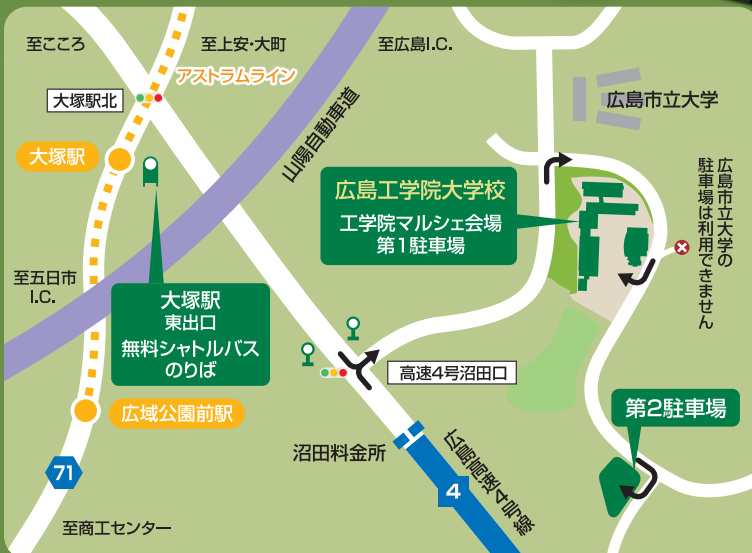 至こころ
至上安・大町
至広島I.C.
アストラムライン
大塚駅北
山陽自動車道
広島市立大学
大塚駅
広島工学院大学校
工学院マルシェ会場
第1駐車場
広島市立大学の
駐車場は利用できません
至五日市
I.C.
大塚駅
東出口
無料シャトルバス
のりば
高速4号沼田口
広域公園前駅
第2駐車場
沼田料金所
広島高速4号線
71
4
至商工センター